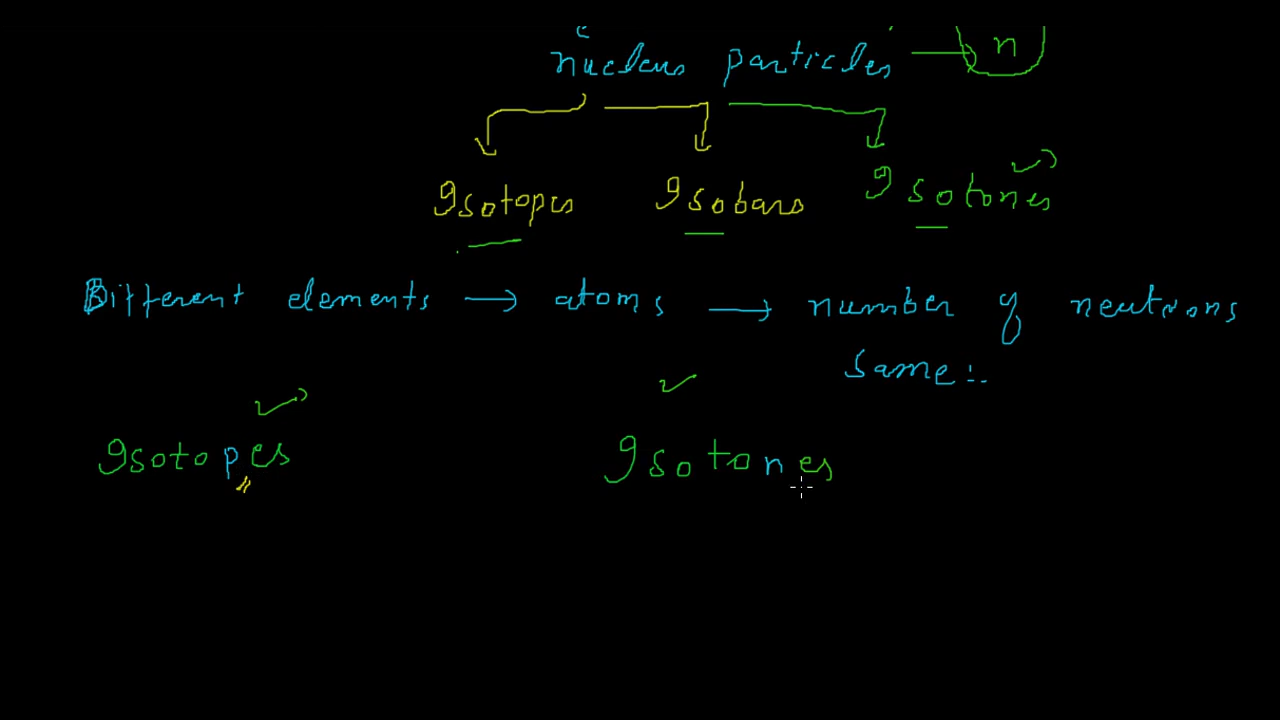 nucleus particles n
Isotopes Isobars Isotones
Different elements → atoms → number of neutrons
same :-
Isotopes Isotones